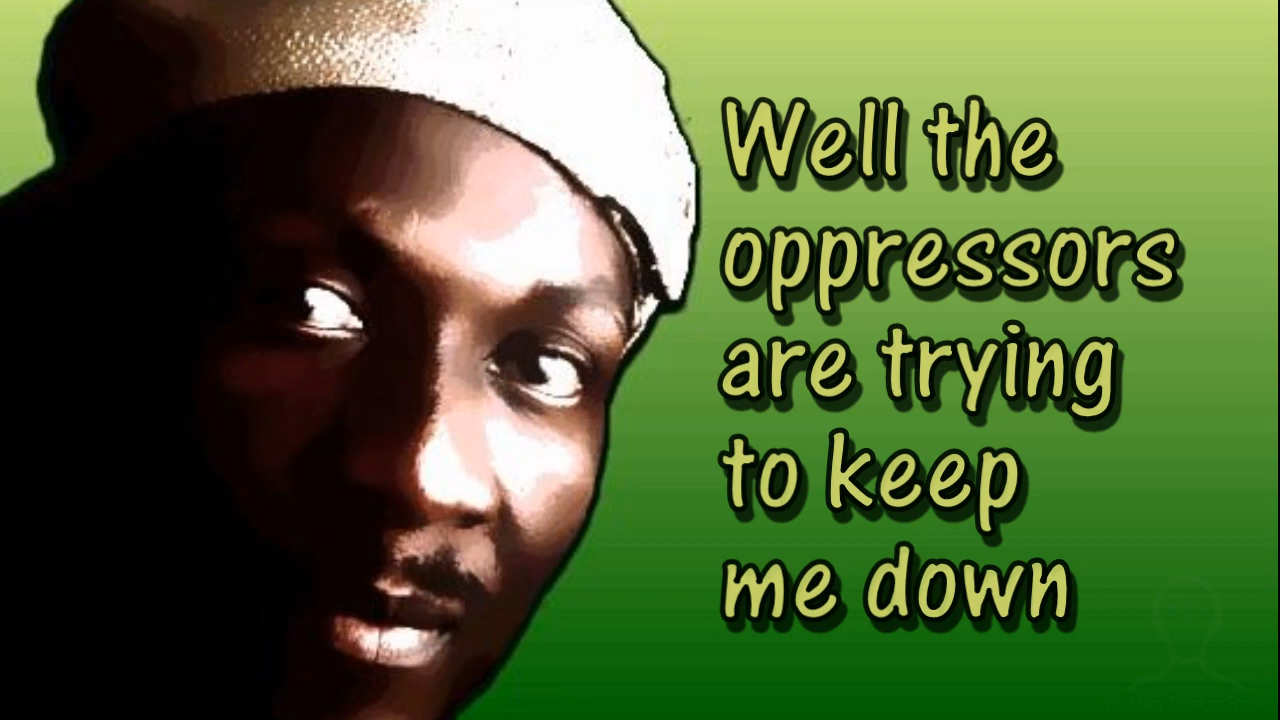 Well the
oppressors
are trying
to keep
me down